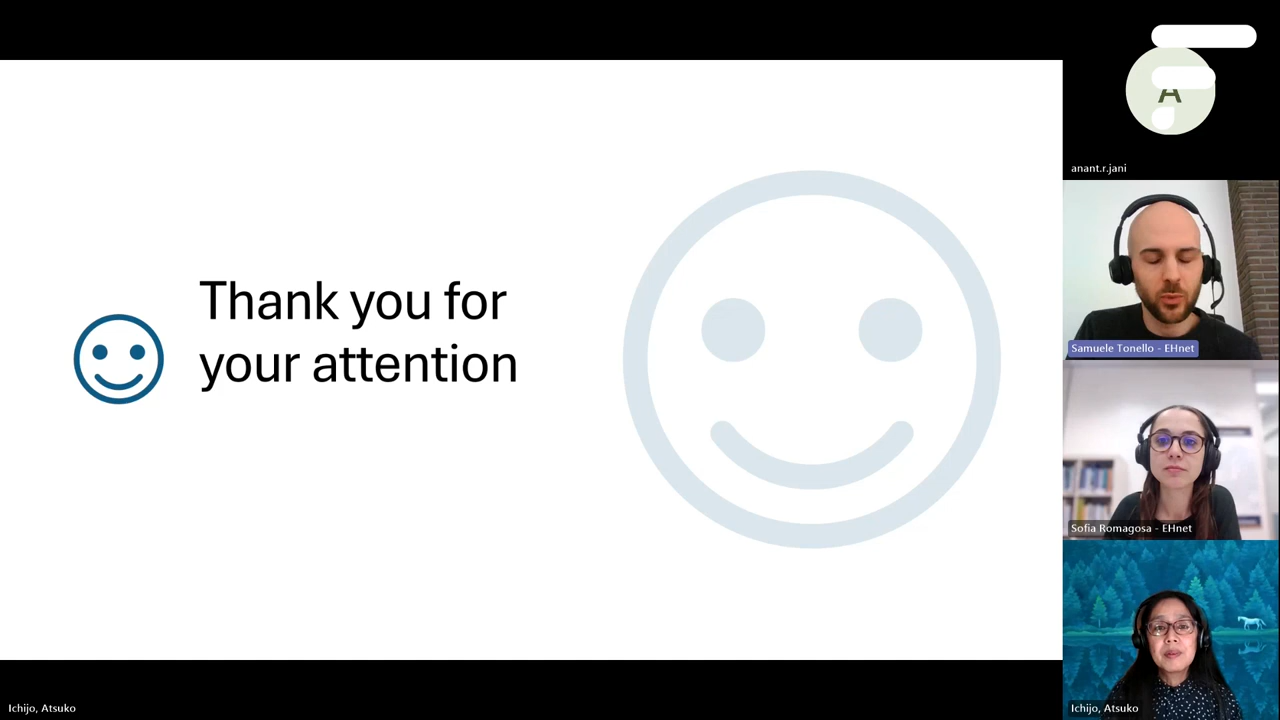 Thank you for
your attention
A
anant.r.jani
Samuele Tonello - EHnet
Sofia Romagosa - EHnet
Ichijo, Atsuko
Ichijo, Atsuko